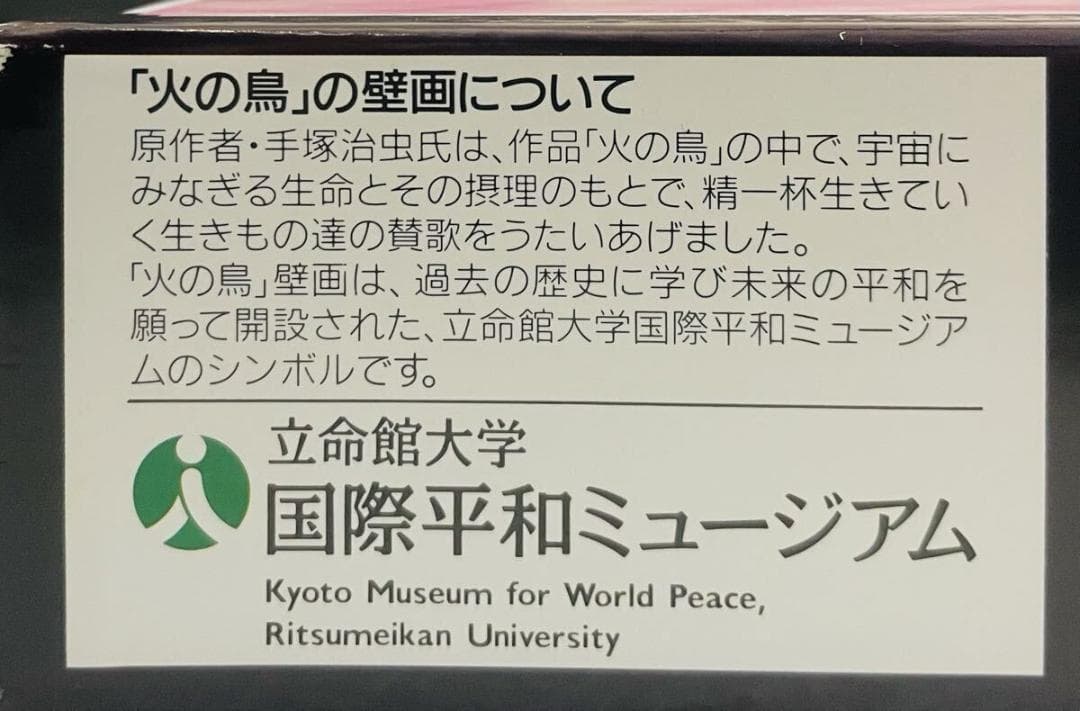 「火の鳥」の壁画について
原作者・手塚治虫氏は、作品「火の鳥」の中で、宇宙に
みなぎる生命とその摂理のもとで、精一杯生きてい
く生きもの達の賛歌をうたいあげました。
「火の鳥」壁画は、過去の歴史に学び未来の平和を
願って開設された、立命館大学国際平和ミュージア
ムのシンボルです。
立命館大学
国際平和ミュージアム
Kyoto Museum for World Peace,
Ritsumeikan University